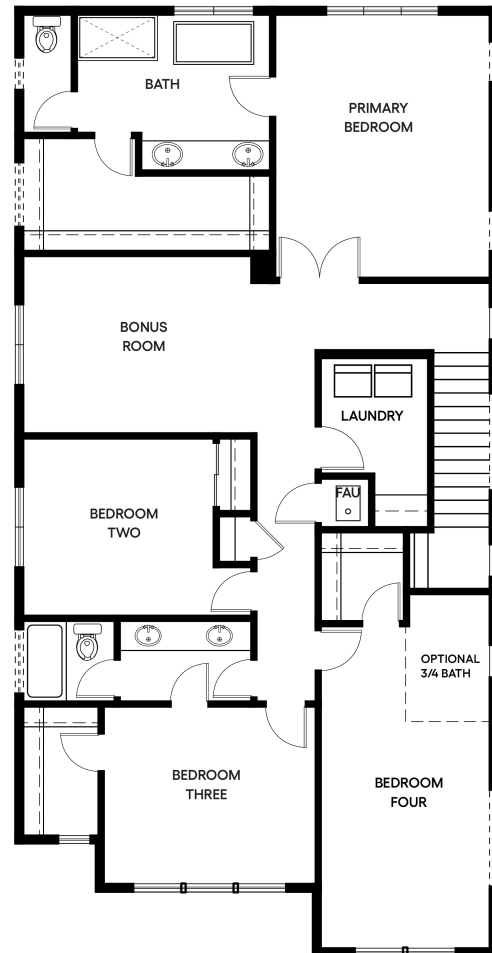 BATH
PRIMARY
BEDROOM
BONUS
ROOM
LAUNDRY
FAU
BEDROOM
TWO
OPTIONAL
3/4 BATH
BEDROOM
THREE
BEDROOM
FOUR